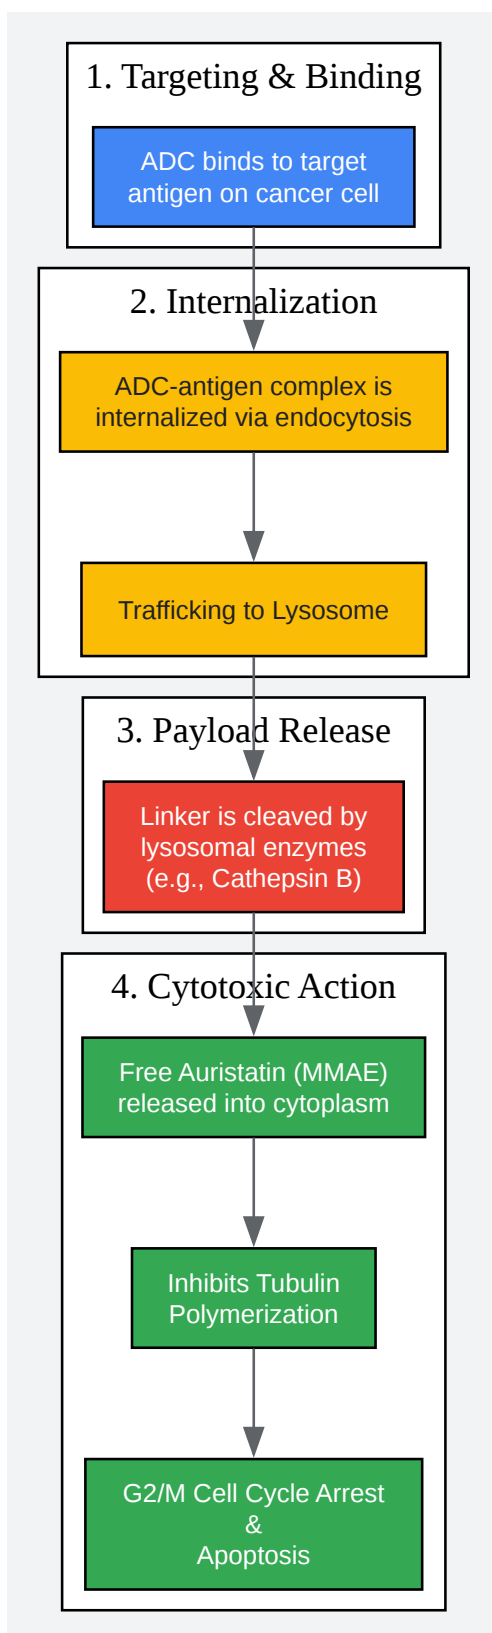 1. Targeting & Binding
ADC binds to target
antigen on cancer cell
2. Internalization
ADC-antigen complex is
internalized via endocytosis
Trafficking to Lysosome
3. Payload Release
Linker is cleaved by
lysosomal enzymes
(e.g., Cathepsin B)
4. Cytotoxic Action
Free Auristatin (MMAE)
released into cytoplasm
Inhibits Tubulin
Polymerization
G2/M Cell Cycle Arrest
&
Apoptosis